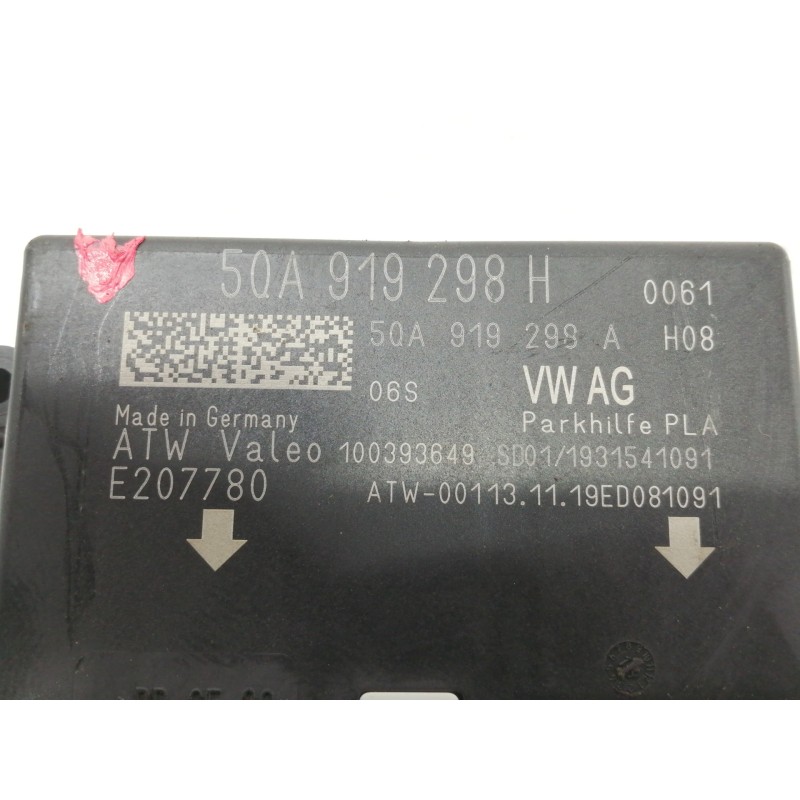 5QA 919 298 H 0061
5QA 919 298 A H08
06S VW AG
Made in Germany Parkhilfe PLA
ATW Valeo 100393649 SD01/1931541091
E207780 ATW-00113.11.19ED081091